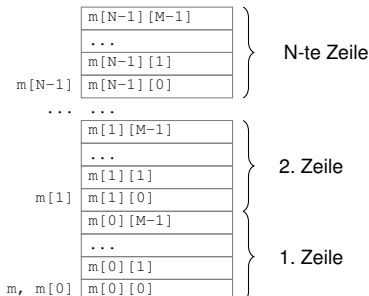 m[N-1][M-1]
...
m[N-1][1]
m[N-1] m[N-1][0]
N-te Zeile
... ...
m[1][M-1]
...
m[1][1]
m[1] m[1][0]
2. Zeile
m[0][M-1]
...
m[0][1]
m, m[0] m[0][0]
1. Zeile